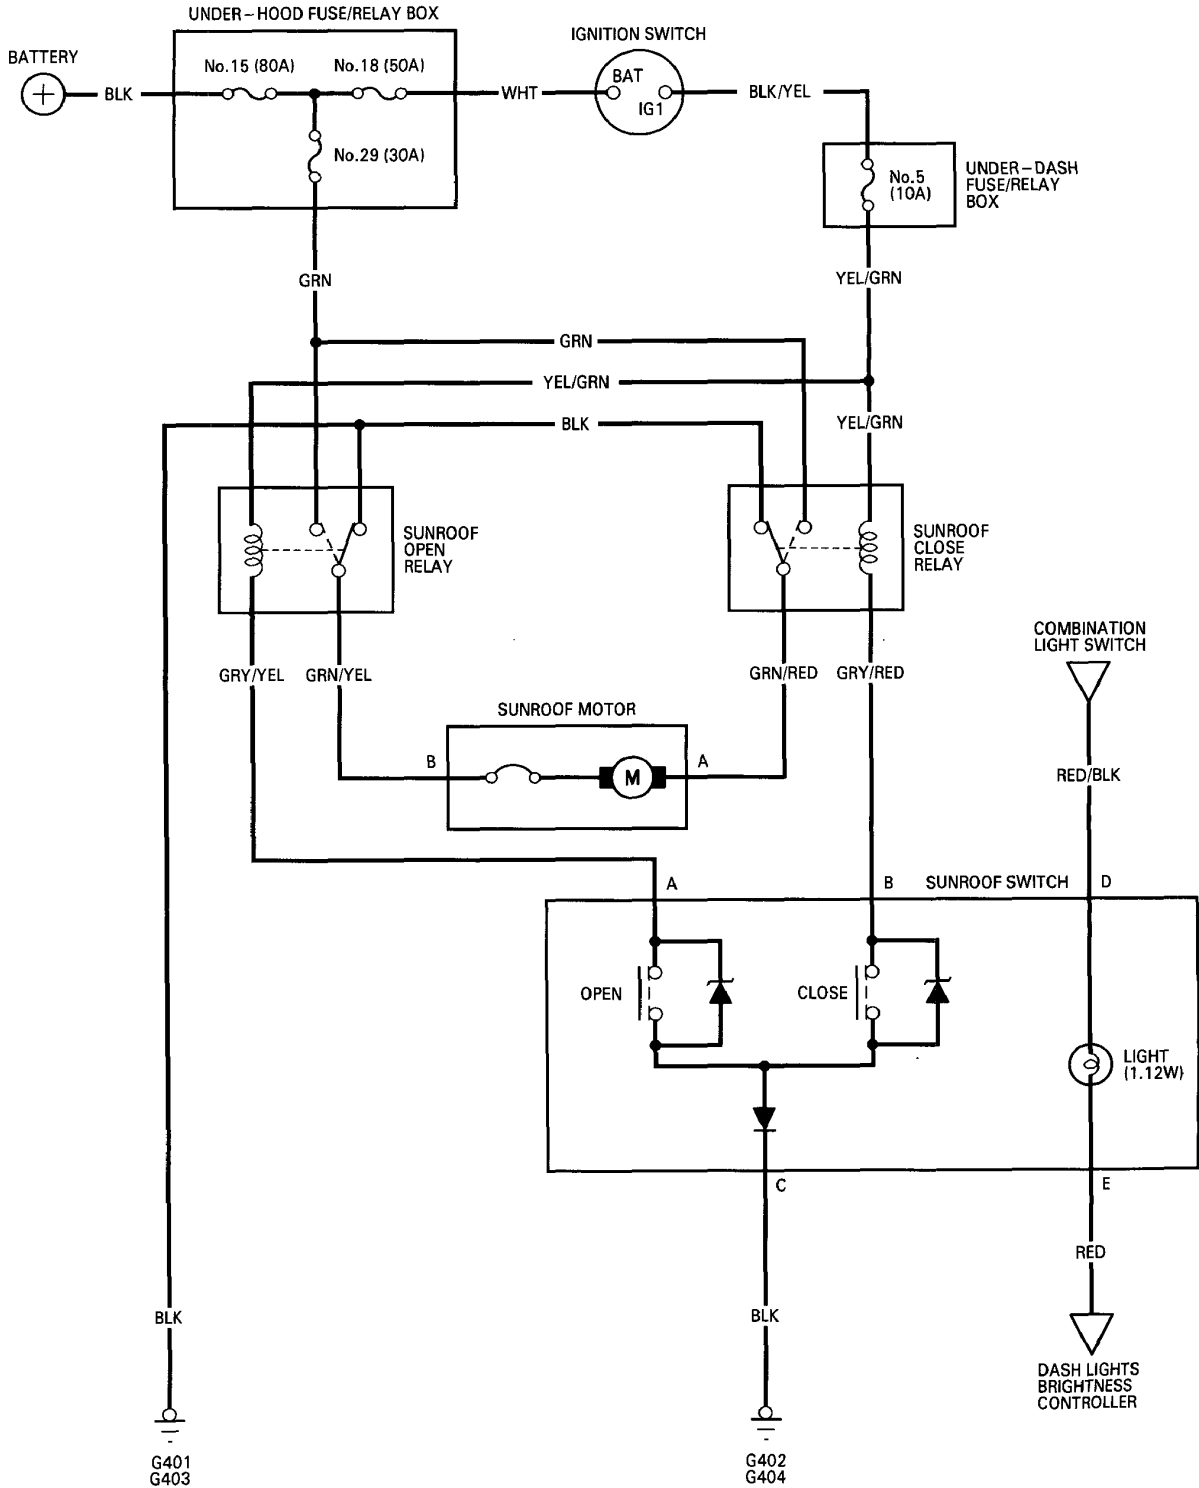 UNDER-HOOD FUSE/RELAY BOX
IGNITION SWITCH
BATTERY
No.15 (80A)
No.18 (50A)
BAT
+
BLK
WHT
BLK/YEL
IG1
No.29 (30A)
No.5
(10A)
UNDER-DASH
FUSE/RELAY
BOX
GRN
YEL/GRN
GRN
YEL/GRN
BLK
YEL/GRN
SUNROOF
OPEN
RELAY
SUNROOF
CLOSE
RELAY
COMBINATION
LIGHT SWITCH
GRY/YEL
GRN/YEL
GRN/RED
GRY/RED
SUNROOF MOTOR
B
A
M
RED/BLK
A
B
SUNROOF SWITCH
D
OPEN
CLOSE
LIGHT
(1.12W)
C
E
RED
BLK
BLK
DASH LIGHTS
BRIGHTNESS
CONTROLLER
G401
G403
G402
G404